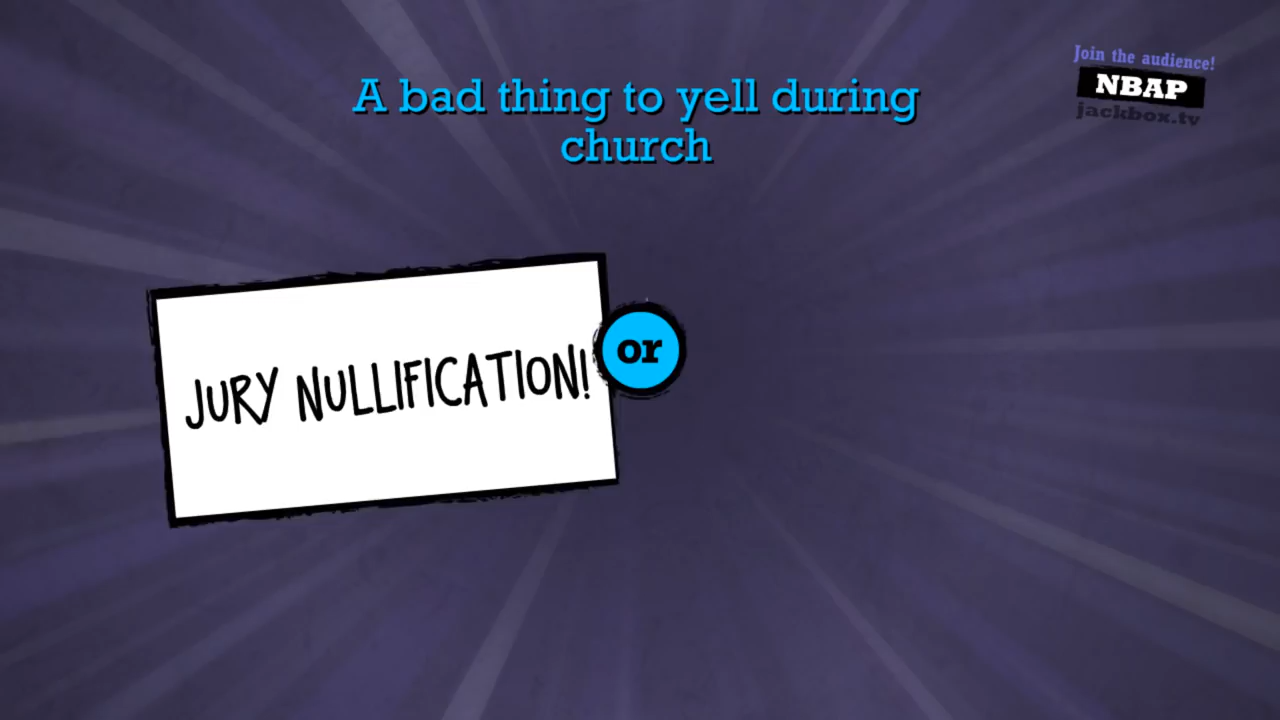 Join the audience!
NBAP
jackbox.tv
A bad thing to yell during
church
JURY NULLIFICATION!
or